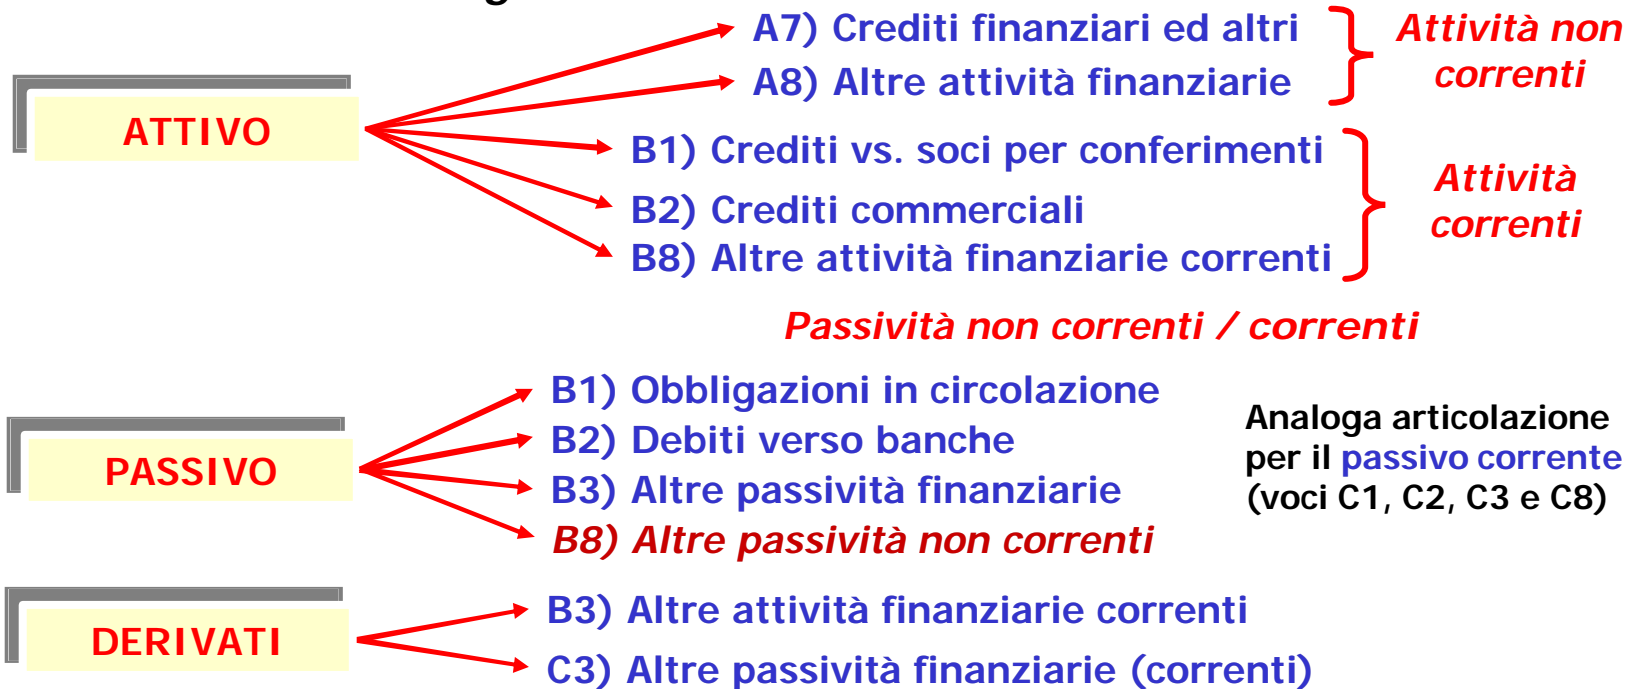 A7) Crediti finanziari ed altri
A8) Altre attività finanziarie
Attività non
correnti
ATTIVO
B1) Crediti vs. soci per conferimenti
B2) Crediti commerciali
B8) Altre attività finanziarie correnti
Attività
correnti
Passività non correnti / correnti
PASSIVO
B1) Obbligazioni in circolazione
B2) Debiti verso banche
B3) Altre passività finanziarie
B8) Altre passività non correnti
Analoga articolazione
per il passivo corrente
(voci C1, C2, C3 e C8)
DERIVATI
B3) Altre attività finanziarie correnti
C3) Altre passività finanziarie (correnti)